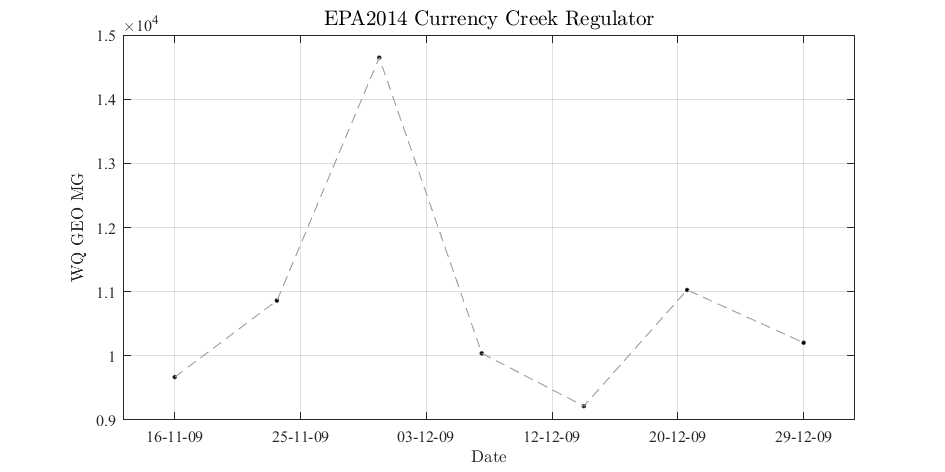 EPA2014 Currency Creek Regulator
×10⁴
1.5
1.4
1.3
1.2
1.1
1
0.9
WQ GEO MG
16-11-09 25-11-09 03-12-09 12-12-09 20-12-09 29-12-09
Date